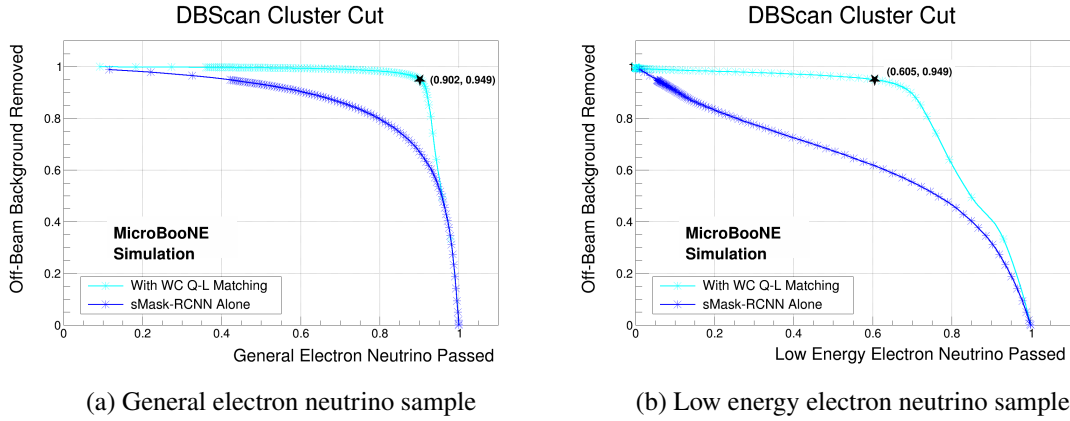 DBScan Cluster Cut
Off-Beam Background Removed
1
0.8
0.6
0.4
0.2
0
(0.902, 0.949)
MicroBooNE
Simulation
With WC Q-L Matching
sMask-RCNN Alone
0 0.2 0.4 0.6 0.8 1
General Electron Neutrino Passed
(a) General electron neutrino sample
DBScan Cluster Cut
Off-Beam Background Removed
1
0.8
0.6
0.4
0.2
0
(0.605, 0.949)
MicroBooNE
Simulation
With WC Q-L Matching
sMask-RCNN Alone
0 0.2 0.4 0.6 0.8 1
Low Energy Electron Neutrino Passed
(b) Low energy electron neutrino sample